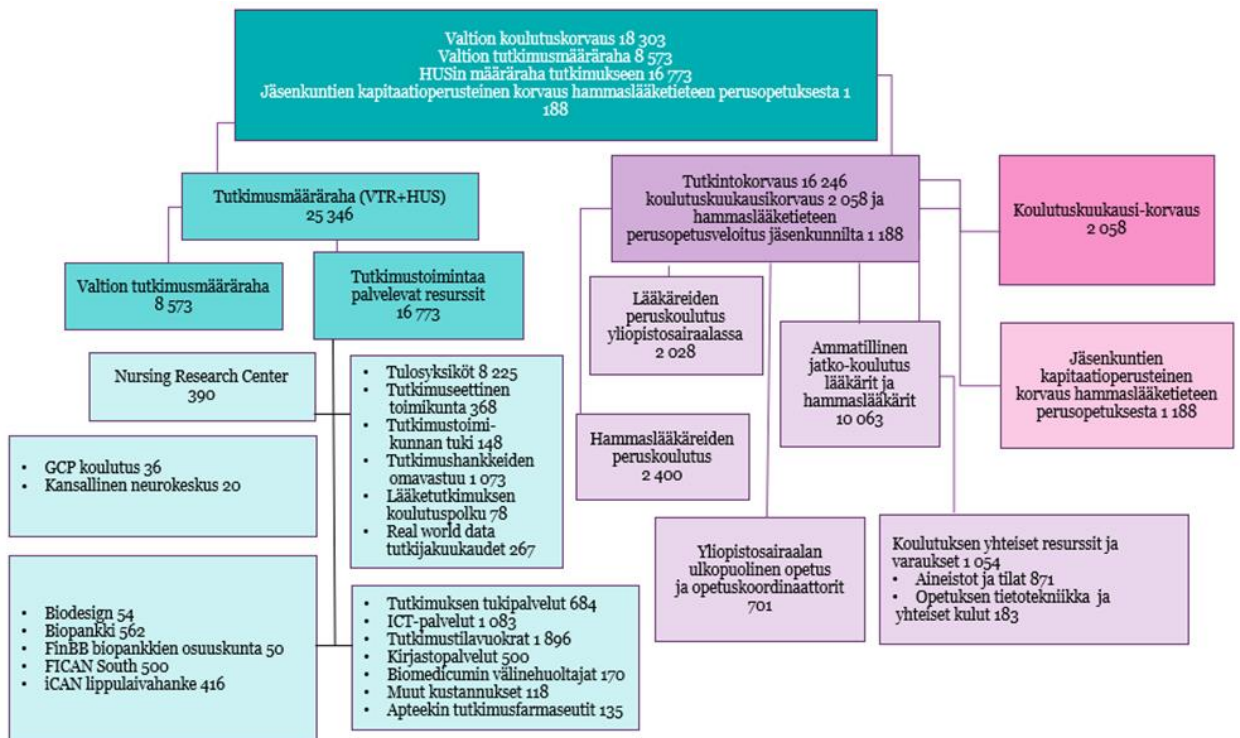 Valtion koulutuskorvaus 18 303
Valtion tutkimusmääräraha 8 573
HUSin määräraha tutkimukseen 16 773
Jäsenkuntien kapitaatioperusteinen korvaus hammaslääketieteen perusopetuksesta 1
188
Tutkimusmääräraha (VTR+HUS)
25 346
Valtion tutkimusmääräraha
8 573
Tutkimustoimintaa
palvelevat resurssit
16 773
Nursing Research Center
390
• Tulosyksiköt 8 225
• Tutkimuseettinen
toimikunta 368
• Tutkimustoimi-
kunnan tuki 148
• Tutkimushankkeiden
omavastuu 1 073
• Lääketutkimuksen
koulutuspolku 78
• Real world data
tutkijakuukaudet 267
• GCP koulutus 36
• Kansallinen neurokeskus 20
• Biodesign 54
• Biopankki 562
• FinBB biopankkien osuuskunta 50
• FICAN South 500
• iCAN lippulaivahanke 416
• Tutkimuksen tukipalvelut 684
• ICT-palvelut 1 083
• Tutkimustilavuokrat 1 896
• Kirjastopalvelut 500
• Biomedicumin välinehuoltajat 170
• Muut kustannukset 118
• Apteekin tutkimusfarmaseutit 135
Tutkintokorvaus 16 246
koulutuskuukausikorvaus 2 058 ja
hammaslääketieteen
perusopetusveloitus jäsenkunnilta 1 188
Koulutuskuukausi-korvaus
2 058
Jäsenkuntien
kapitaatioperusteinen
korvaus hammaslääketieteen
perusopetuksesta 1 188
Lääkäreiden
peruskoulutus
yliopistosairaalassa
2 028
Ammatillinen
jatko-koulutus
lääkärit ja
hammaslääkärit
10 063
Hammaslääkäreiden
peruskoulutus
2 400
Yliopistosairaalan
ulkopuolinen opetus
ja opetuskoordinaattorit
701
Koulutuksen yhteiset resurssit ja
varaukset 1 054
• Aineistot ja tilat 871
• Opetuksen tietotekniikka ja
yhteiset kulut 183